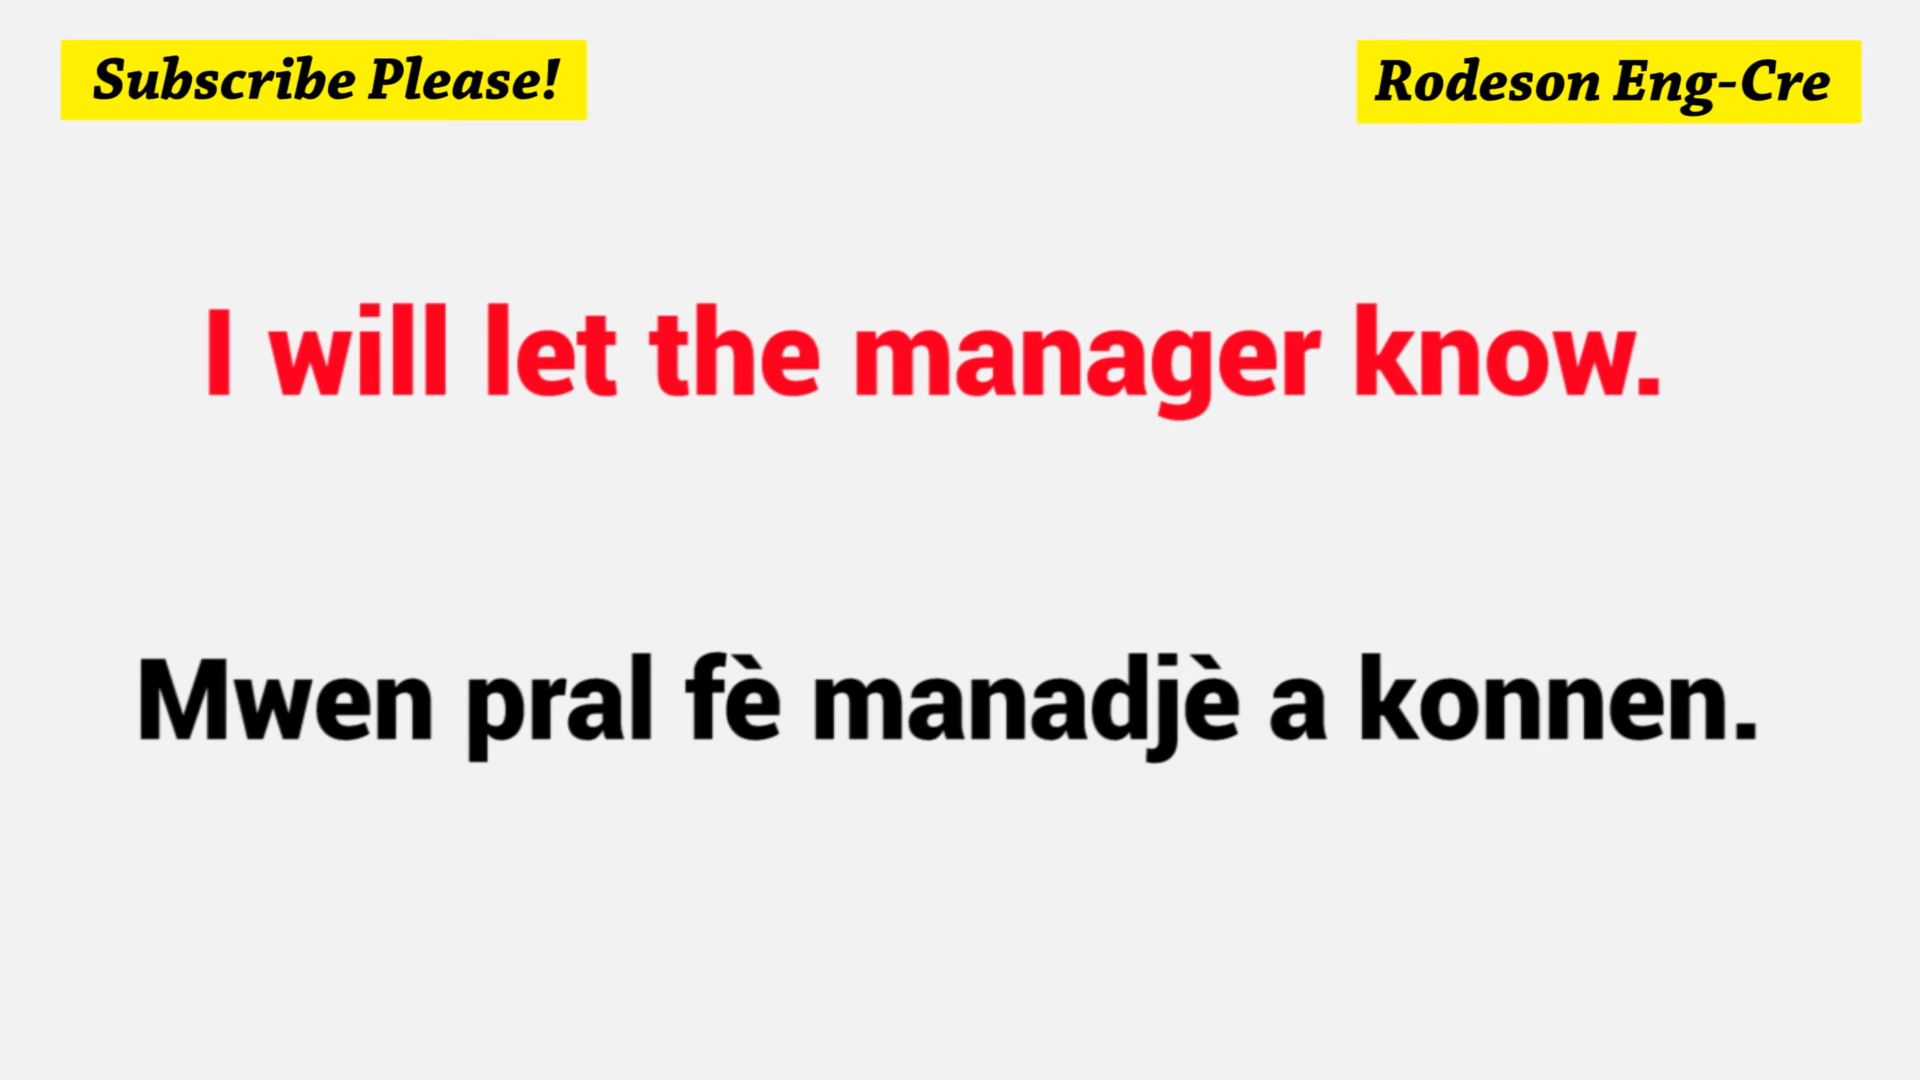 Subscribe Please!
Rodeson Eng-Cre
I will let the manager know.
Mwen pral fè manadjè a konnen.